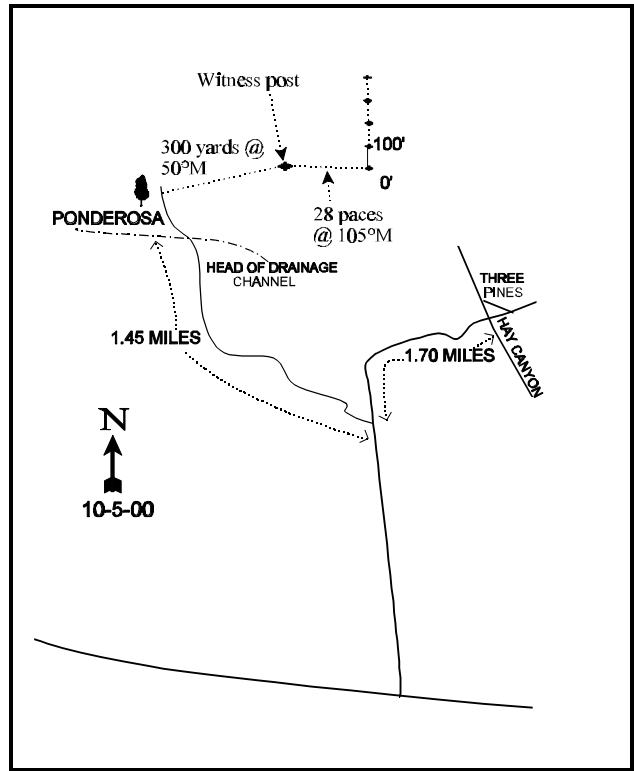 Witness post
300 yards @
50°M
100'
0'
PONDEROSA
28 paces
@ 105°M
HEAD OF DRAINAGE
CHANNEL
THREE
PINES
HAY CANYON
1.45 MILES
1.70 MILES
N
10-5-00